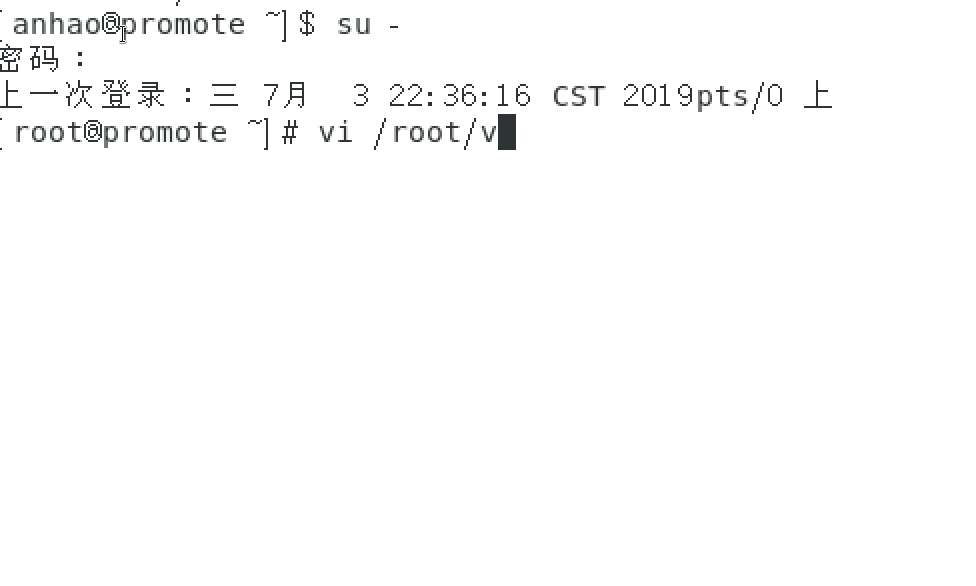 [anhao@promote ~]$ su -
密码：
上一次登录：三 7月  3 22:36:16 CST 2019pts/0 上
[root@promote ~]# vi /root/v